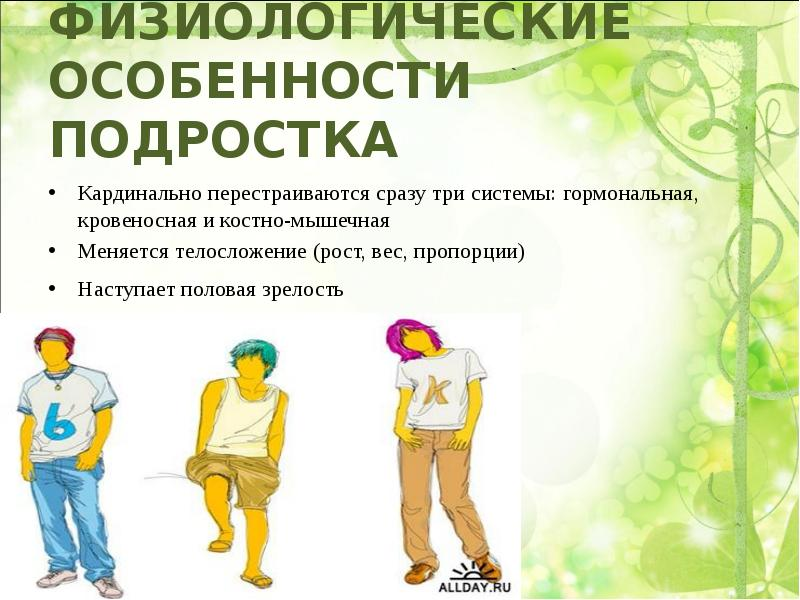 ФИЗИОЛОГИЧЕСКИЕ
ОСОБЕННОСТИ
ПОДРОСТКА
• Кардинально перестраиваются сразу три системы: гормональная,
кровеносная и костно-мышечная
• Меняется телосложение (рост, вес, пропорции)
• Наступает половая зрелость
b
k
ALLDAY.RU